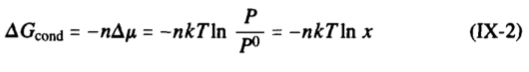 ΔG_cond = −nΔμ = −nkT ln P/P⁰ = −nkT ln x (IX-2)